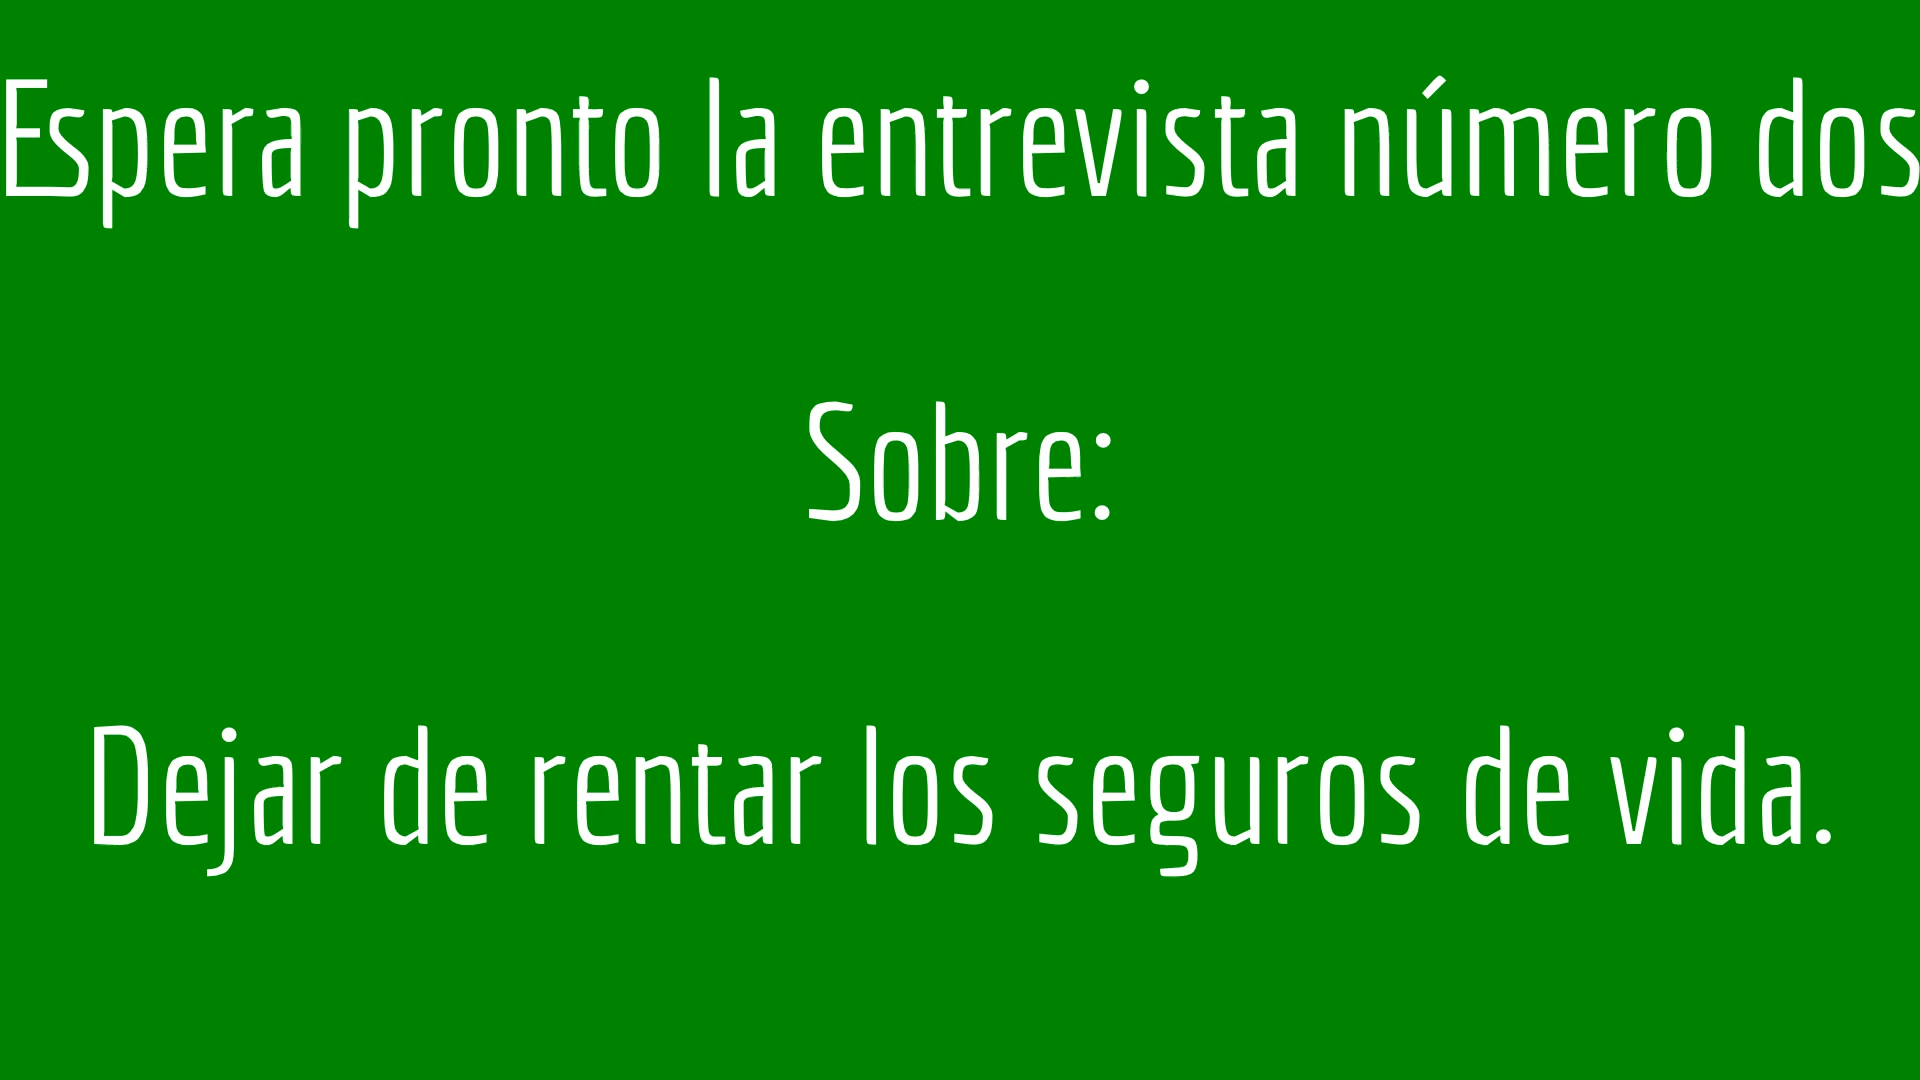 Espera pronto la entrevista número dos
Sobre:
Dejar de rentar los seguros de vida.